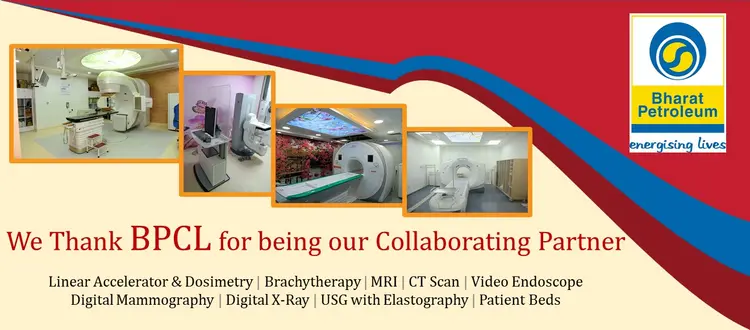 Bharat
Petroleum
energising lives
We Thank BPCL for being our Collaborating Partner
Linear Accelerator & Dosimetry | Brachytherapy | MRI | CT Scan | Video Endoscope
Digital Mammography | Digital X-Ray | USG with Elastography | Patient Beds